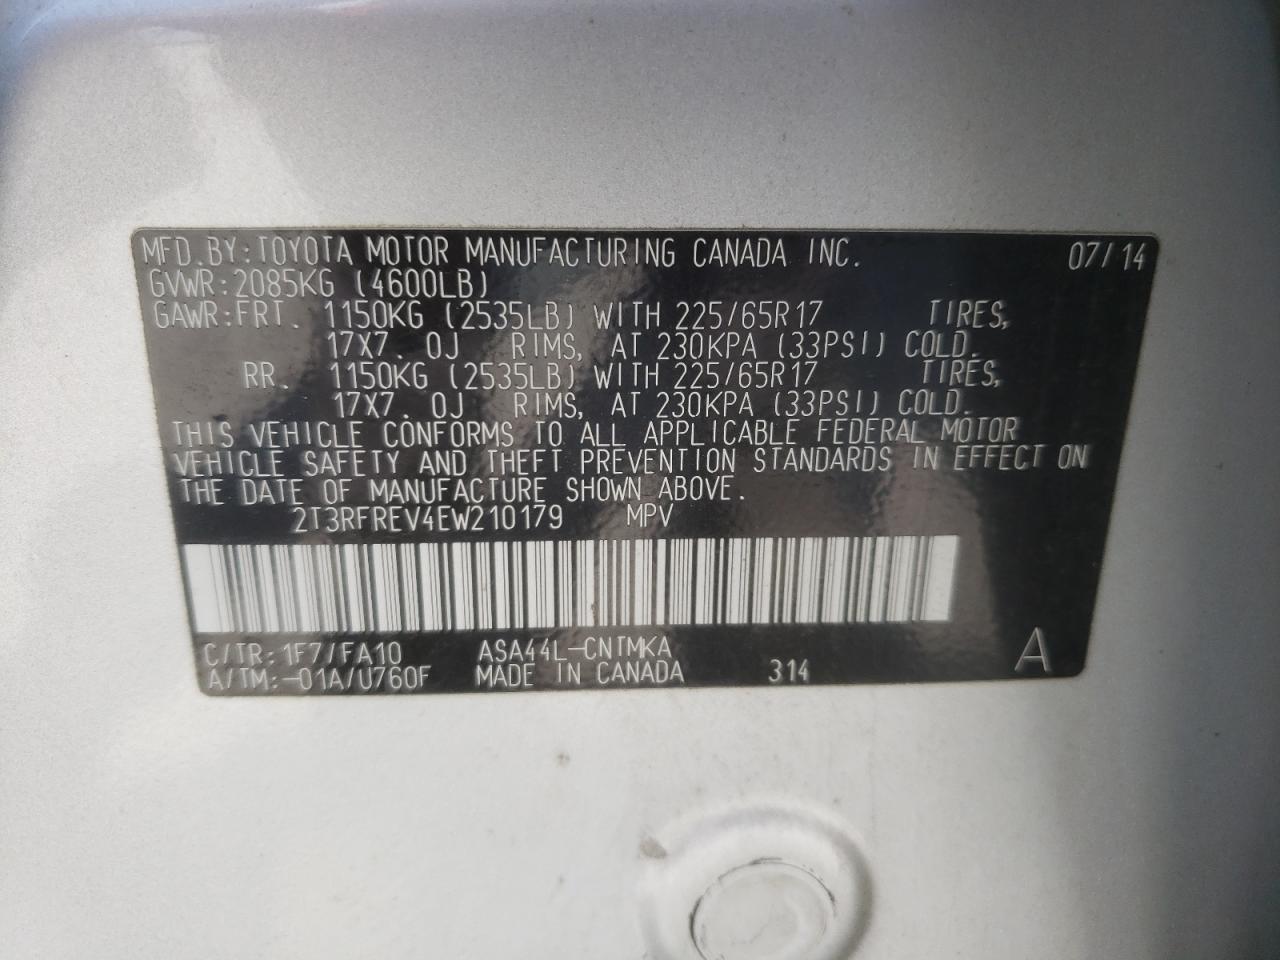 MFD.BY:TOYOTA MOTOR MANUFACTURING CANADA INC. 07/14
GVWR:2085KG (4600LB)
GAWR:FRT. 1150KG (2535LB) WITH 225/65R17 TIRES,
17X7.0J RIMS, AT 230KPA (33PSI) COLD.
RR. 1150KG (2535LB) WITH 225/65R17 TIRES,
17X7.0J RIMS, AT 230KPA (33PSI) COLD.
THIS VEHICLE CONFORMS TO ALL APPLICABLE FEDERAL MOTOR
VEHICLE SAFETY AND THEFT PREVENTION STANDARDS IN EFFECT ON
THE DATE OF MANUFACTURE SHOWN ABOVE.
2T3RFREV4EW210179 MPV
C/TR:1F7/FA10 ASA44L-CNTMKA A
A/TM:-01A/U760F MADE IN CANADA 314